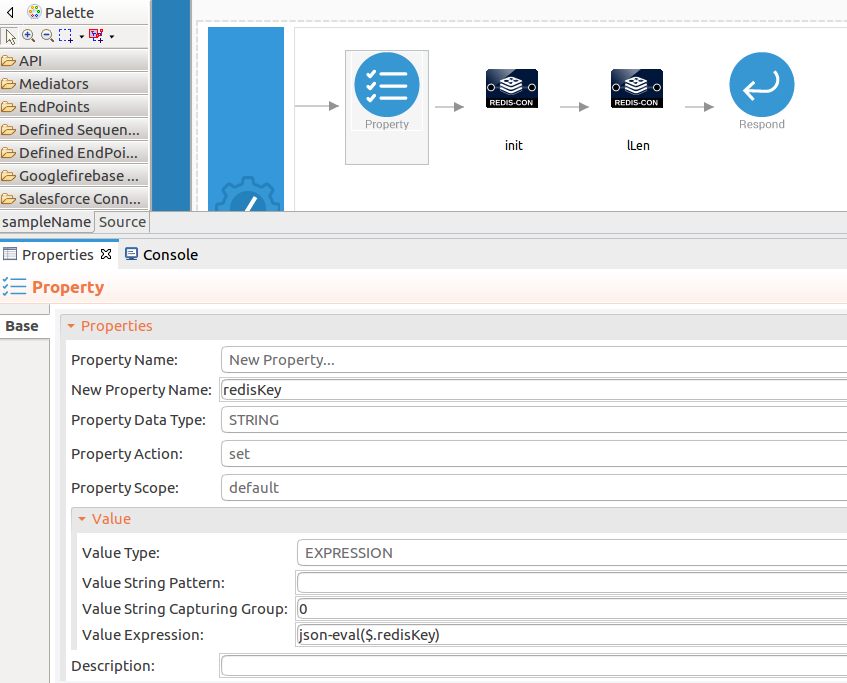 Palette
API
Mediators
EndPoints
Defined Sequen...
Defined EndPoi...
Googlefirebase ...
Salesforce Conn...
Property
REDIS-CON
init
REDIS-CON
lLen
Respond
sampleName
Source
Properties
Console
Property
Base
Properties
Property Name: New Property...
New Property Name: redisKey
Property Data Type: STRING
Property Action: set
Property Scope: default
Value
Value Type: EXPRESSION
Value String Pattern:
Value String Capturing Group: 0
Value Expression: json-eval($.redisKey)
Description: